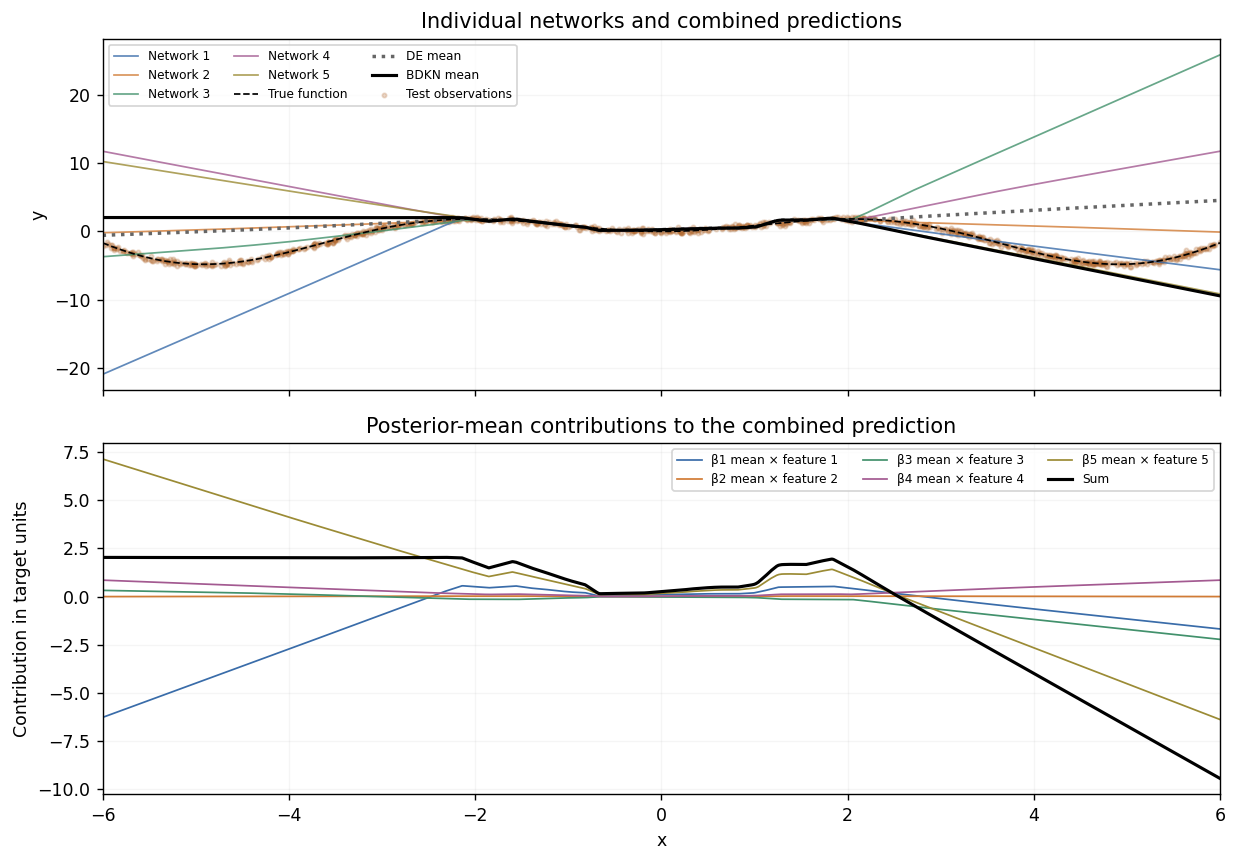 Individual networks and combined predictions
Network 1
Network 2
Network 3
Network 4
Network 5
True function
DE mean
BDKN mean
Test observations
20
10
0
−10
−20
y
Posterior-mean contributions to the combined prediction
β1 mean × feature 1
β2 mean × feature 2
β3 mean × feature 3
β4 mean × feature 4
β5 mean × feature 5
Sum
7.5
5.0
2.5
0.0
−2.5
−5.0
−7.5
−10.0
Contribution in target units
−6
−4
−2
0
2
4
6
x